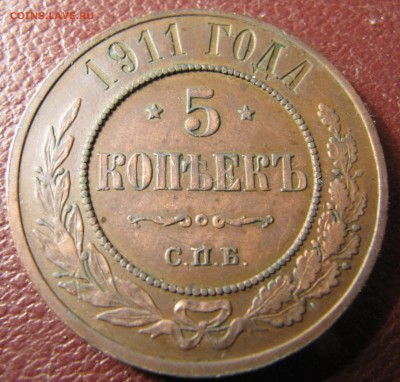 COINS.LAVE.RU
1911 ГОДА
5
КОПѢЕКЪ
С.П.Б.